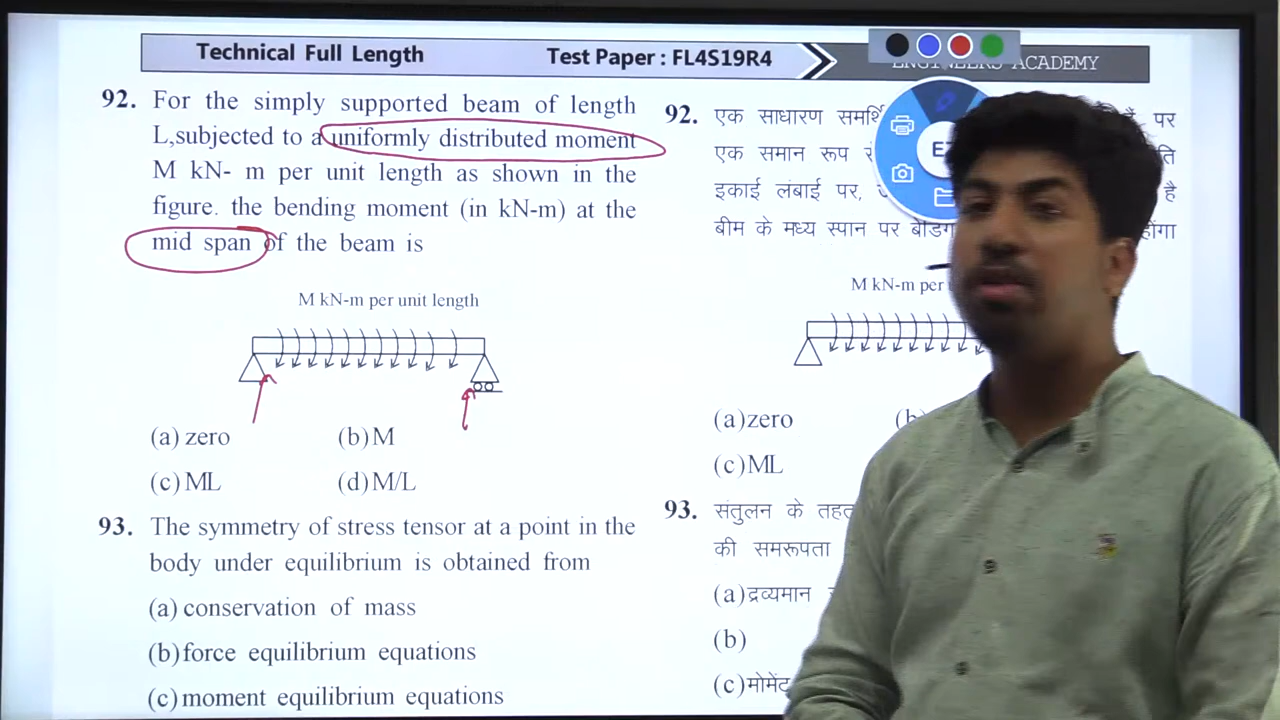 Technical Full Length Test Paper : FL4S19R4
ACADEMY
92. For the simply supported beam of length
L,subjected to a uniformly distributed moment
M kN- m per unit length as shown in the
figure. the bending moment (in kN-m) at the
mid span of the beam is
M kN-m per unit length
(a) zero (b) M
(c) ML (d) M/L
93. The symmetry of stress tensor at a point in the
body under equilibrium is obtained from
(a) conservation of mass
(b) force equilibrium equations
(c) moment equilibrium equations
92. एक साधारण पर
एक समान रूप
इकाई लंबाई पर, है
बीम के मध्य स्पान पर
M kN-m per
(a) zero
(c) ML
93. संतुलन के
की समरूपता
(a) द्रव्यमान
(b)
(c)